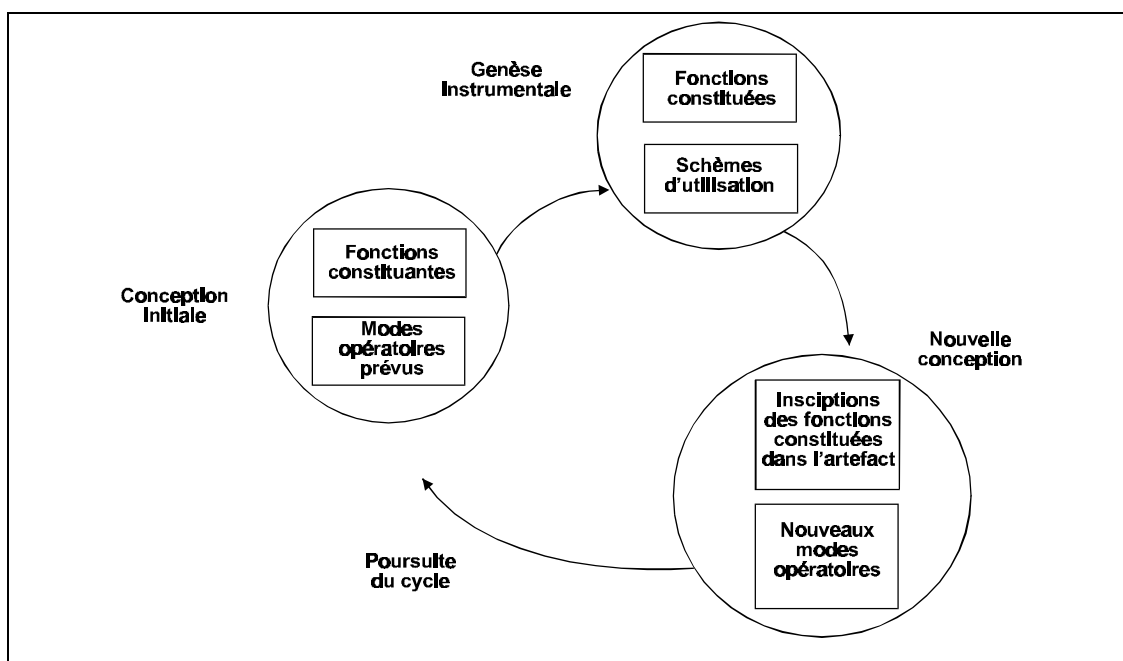 Genèse
Instrumentale
Fonctions
constituées
Schèmes
d'utilisation
Fonctions
constituantes
Conception
Initiale
Modes
opératoires
prévus
Nouvelle
conception
Insciptions
des fonctions
constituées
dans l'artefact
Nouveaux
modes
opératoires
Poursuite
du cycle